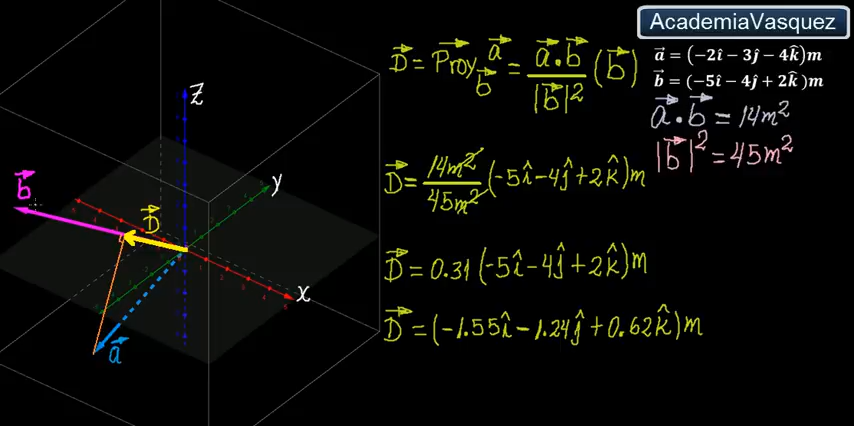 AcademiaVasquez
a⃗ = (−2î − 3ĵ − 4k̂)m
b⃗ = (−5î − 4ĵ + 2k̂)m
a⃗ • b⃗ = 14m²
|b⃗|² = 45m²
D⃗ = Proy_b⃗ a⃗ = a⃗ • b⃗ / |b⃗|² (b⃗)
D⃗ = 14m² / 45m² (−5î − 4ĵ + 2k̂)m
D⃗ = 0.31 (−5î − 4ĵ + 2k̂)m
D⃗ = (−1.55î − 1.24ĵ + 0.62k̂)m
Z
y
b⃗
D⃗
x
a⃗